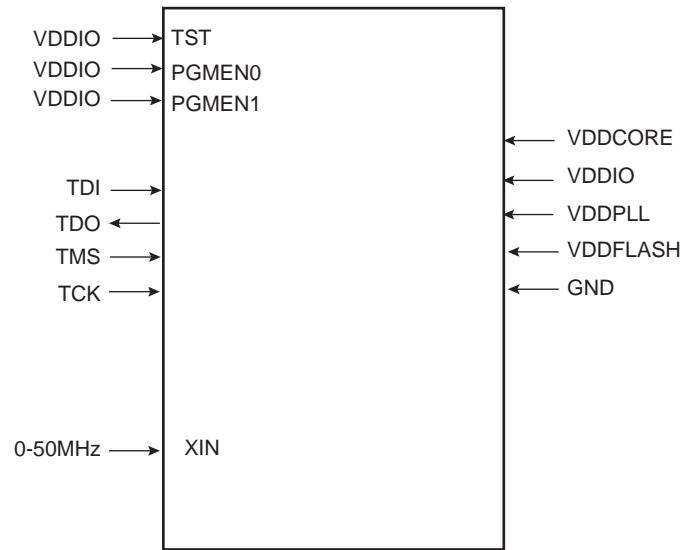 VDDIO TST
VDDIO PGMEN0
VDDIO PGMEN1
VDDCORE
TDI VDDIO
TDO VDDPLL
TMS VDDFLASH
TCK GND
0-50MHz XIN